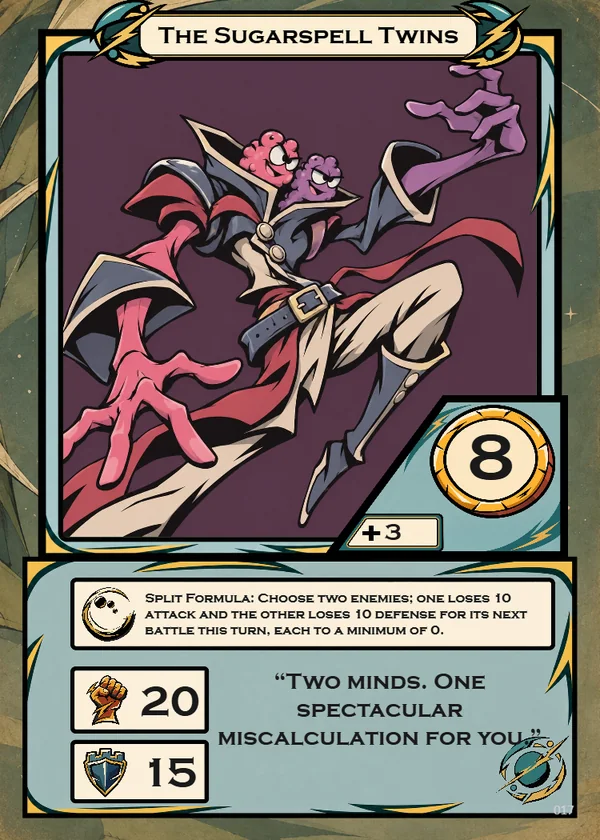 The Sugarspell Twins
8
+3
Split Formula: Choose two enemies; one loses 10
attack and the other loses 10 defense for its next
battle this turn, each to a minimum of 0.
20
15
“Two minds. One
spectacular
miscalculation for you.”
017